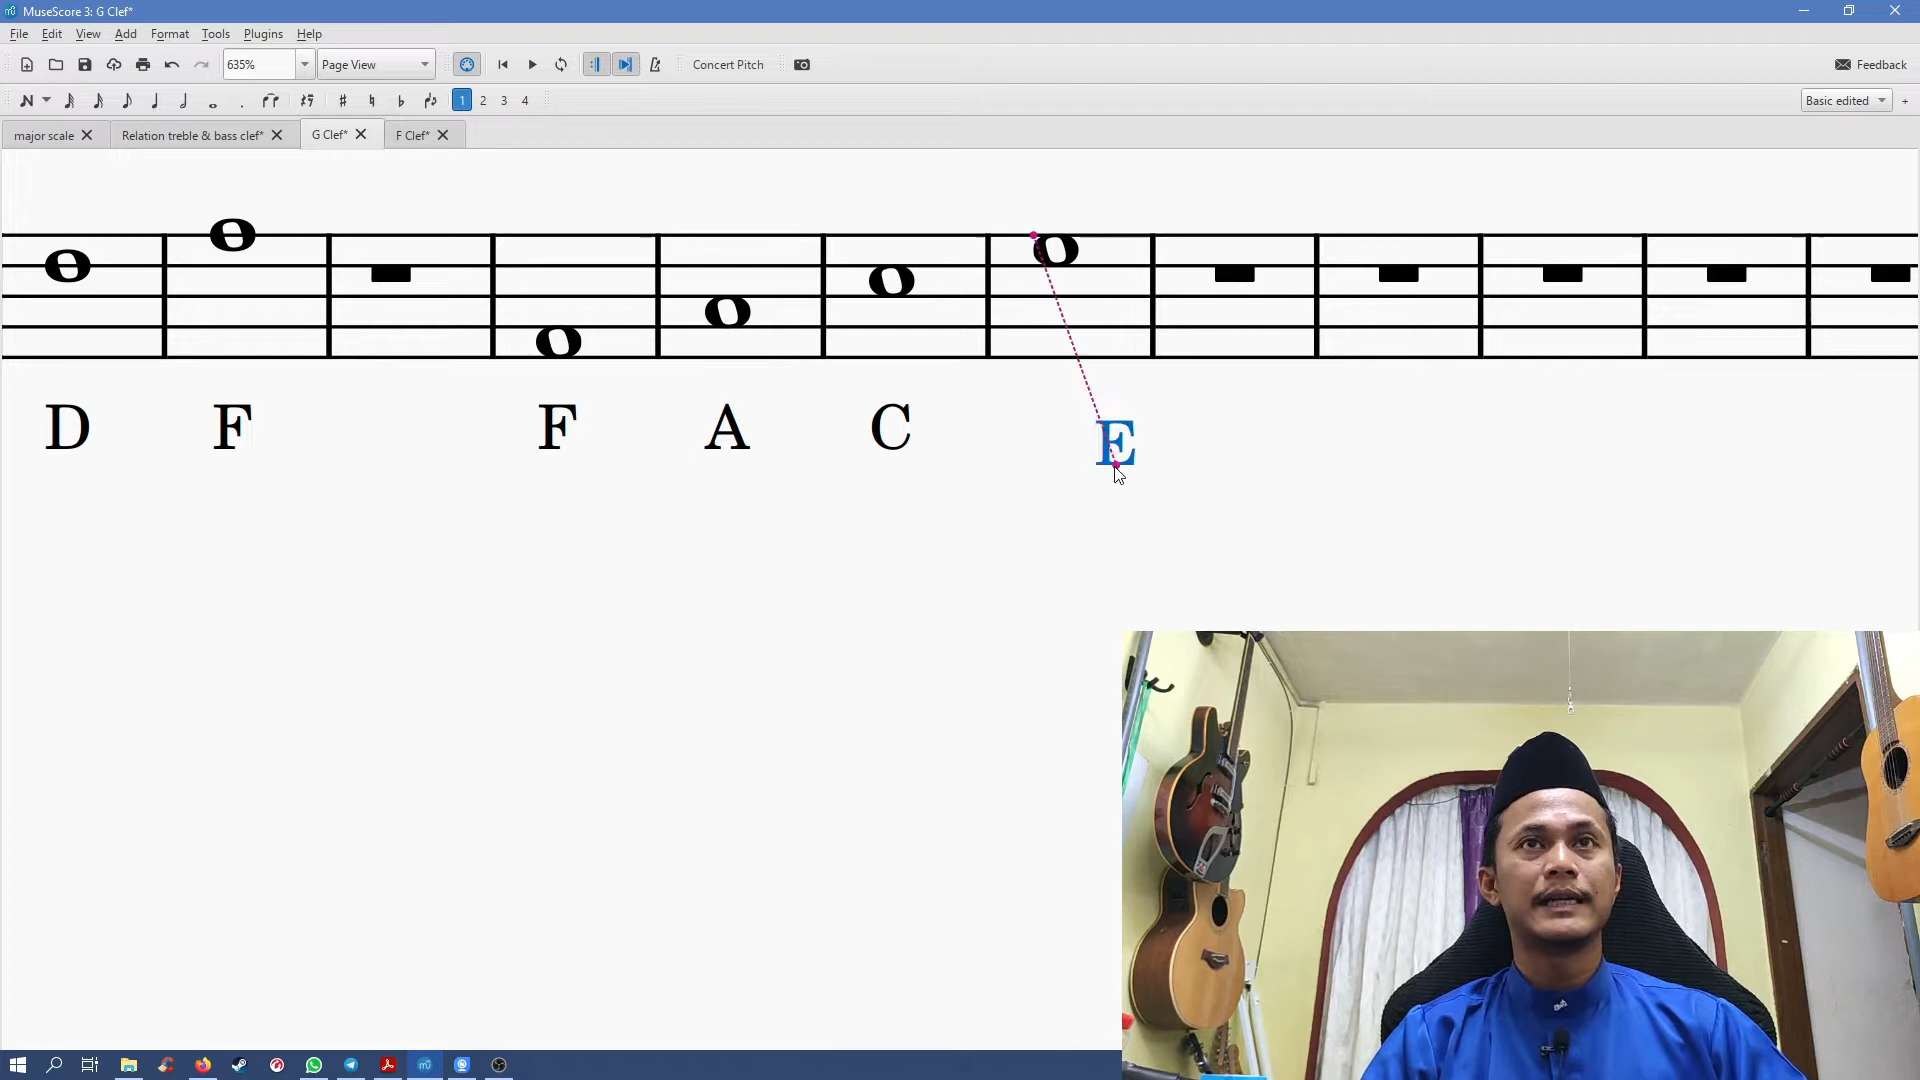 MuseScore 3: G Clef*
File Edit View Add Format Tools Plugins Help
635% Page View Concert Pitch Feedback
1 2 3 4 Basic edited +
major scale Relation treble & bass clef* G Clef* F Clef*
D F F A C E